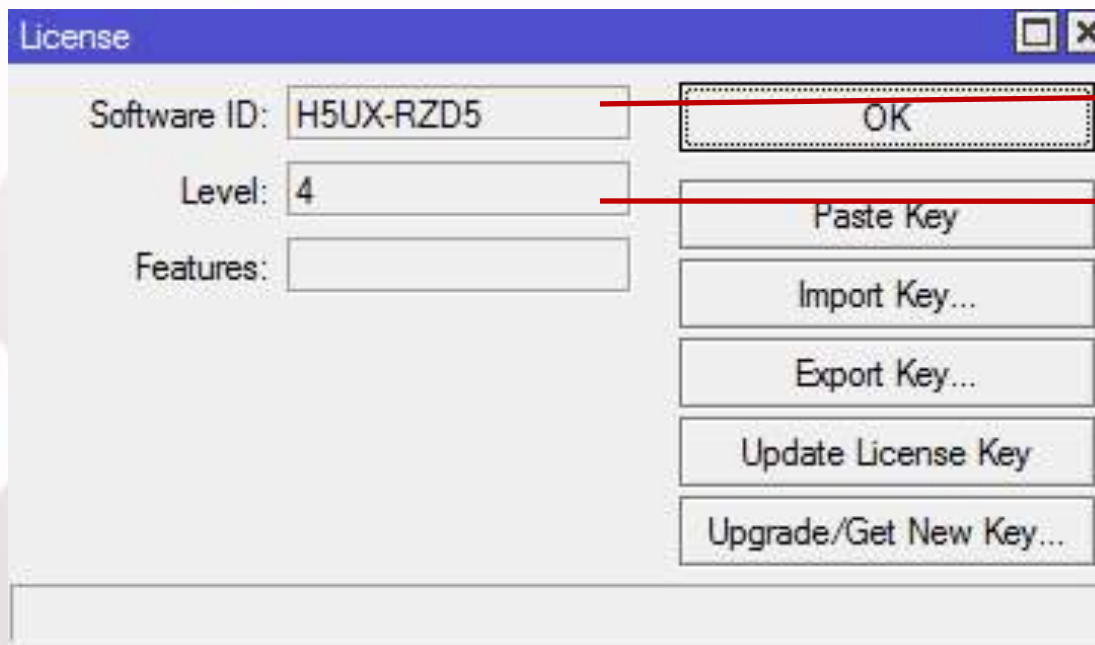 License
Software ID: H5UX-RZD5
OK
Level: 4
Paste Key
Features:
Import Key...
Export Key...
Update License Key
Upgrade/Get New Key...